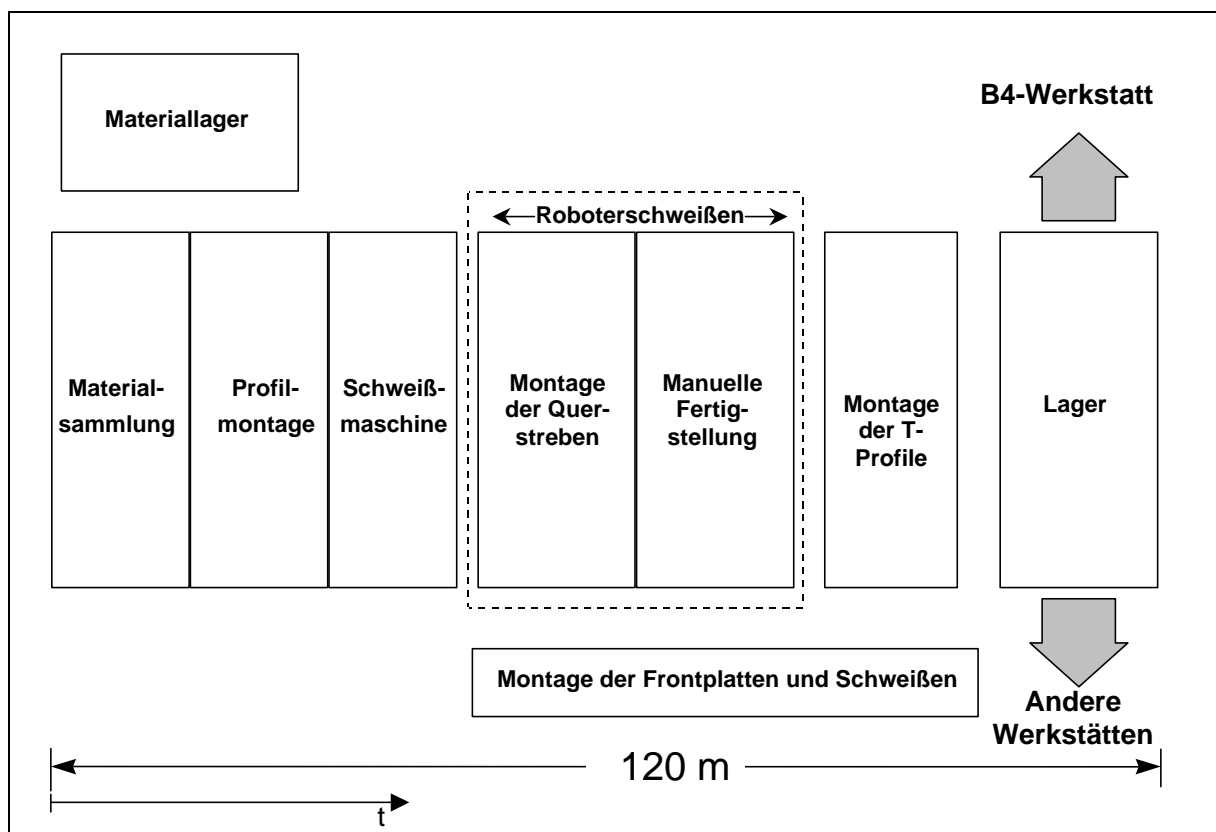 Materiallager
B4-Werkstatt
Roboterschweißen
Material-
sammlung
Profil-
montage
Schweiß-
maschine
Montage
der Quer-
streben
Manuelle
Fertig-
stellung
Montage
der T-
Profile
Lager
Montage der Frontplatten und Schweißen
Andere
Werkstätten
120 m
t